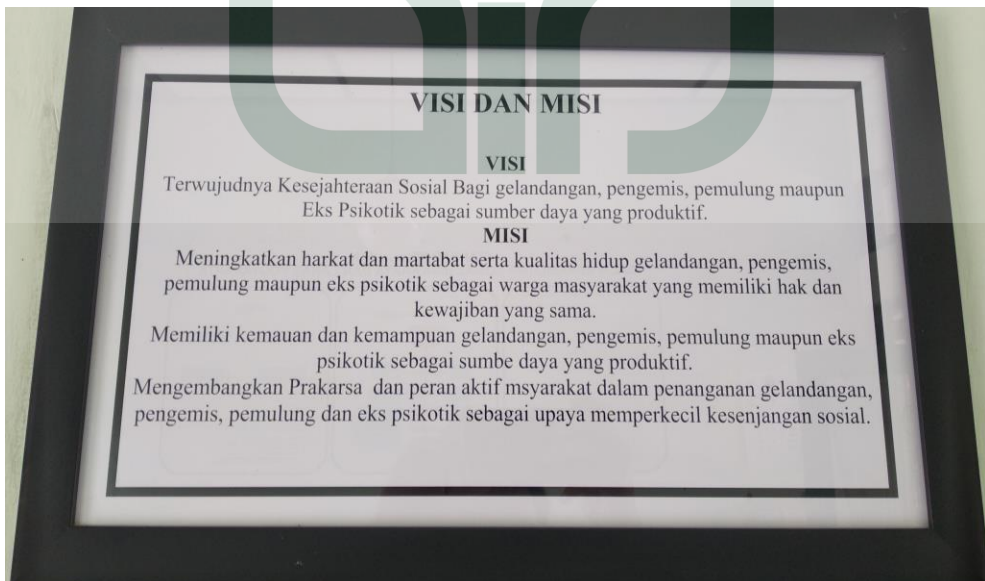 VISI DAN MISI
VISI
Terwujudnya Kesejahteraan Sosial Bagi gelandangan, pengemis, pemulung maupun
Eks Psikotik sebagai sumber daya yang produktif.
MISI
Meningkatkan harkat dan martabat serta kualitas hidup gelandangan, pengemis,
pemulung maupun eks psikotik sebagai warga masyarakat yang memiliki hak dan
kewajiban yang sama.
Memiliki kemauan dan kemampuan gelandangan, pengemis, pemulung maupun eks
psikotik sebagai sumbe daya yang produktif.
Mengembangkan Prakarsa  dan peran aktif msyarakat dalam penanganan gelandangan,
pengemis, pemulung dan eks psikotik sebagai upaya memperkecil kesenjangan sosial.